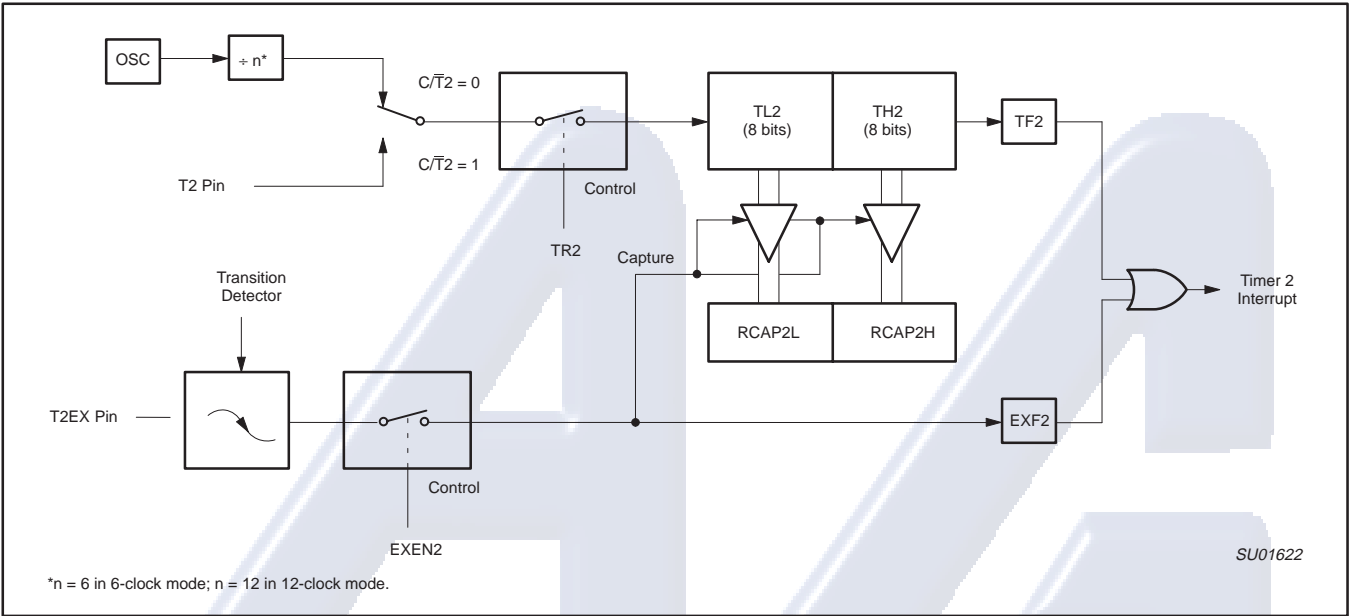 OSC
÷ n*
C/T̅2 = 0
C/T̅2 = 1
T2 Pin
Control
TR2
TL2
(8 bits)
TH2
(8 bits)
TF2
Capture
Transition
Detector
RCAP2L
RCAP2H
Timer 2
Interrupt
T2EX Pin
EXF2
Control
EXEN2
SU01622
*n = 6 in 6-clock mode; n = 12 in 12-clock mode.